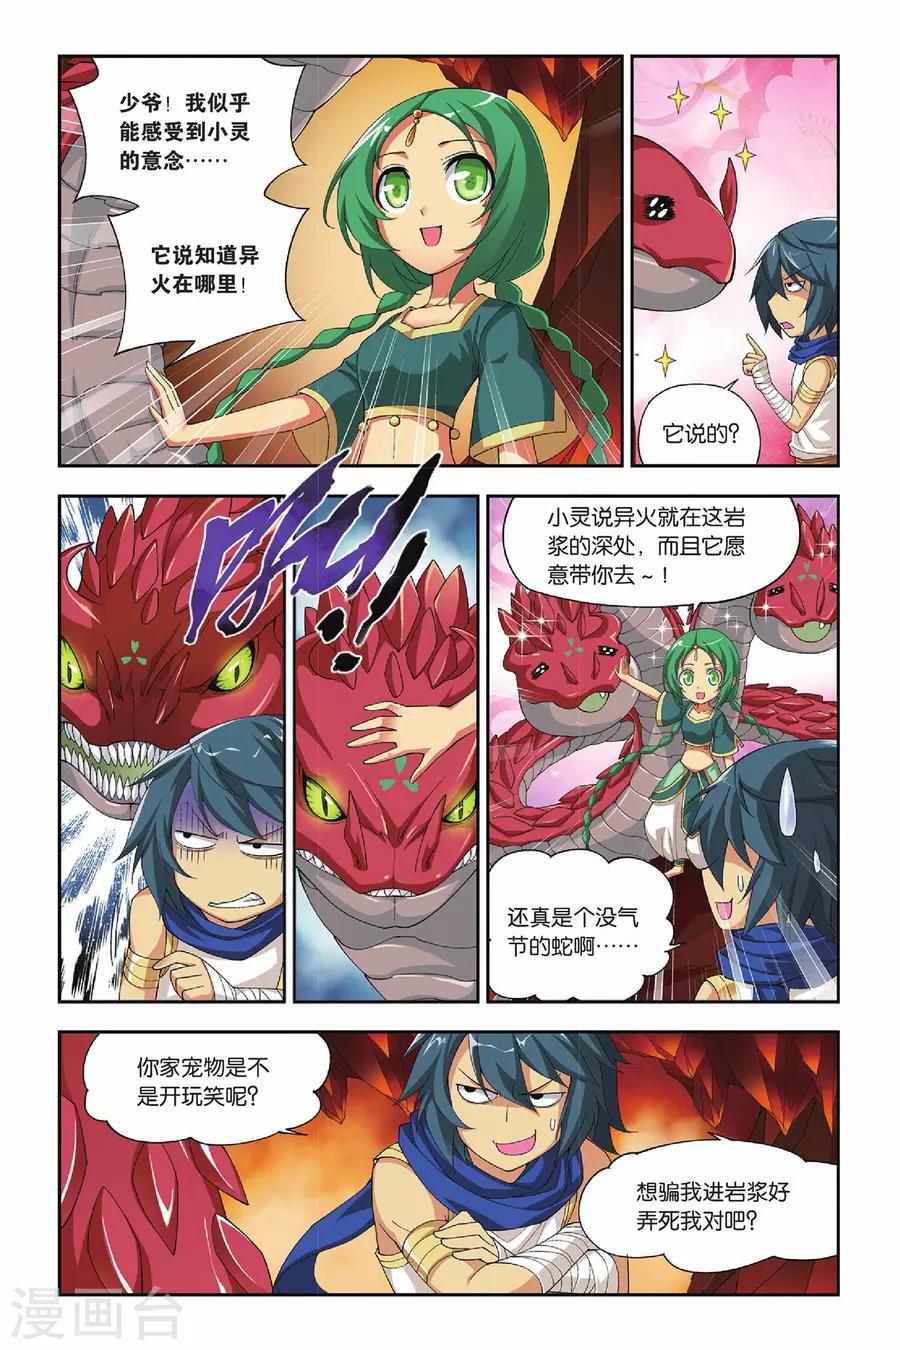 少爷！我似乎
能感受到小灵
的意念……
它说知道异
火在哪里！
它说的？
小灵说异火就在这岩
浆的深处，而且它愿
意带你去～！
还真是个没气
节的蛇啊……
你家宠物是不
是开玩笑呢？
想骗我进岩浆好
弄死我对吧？
漫画台